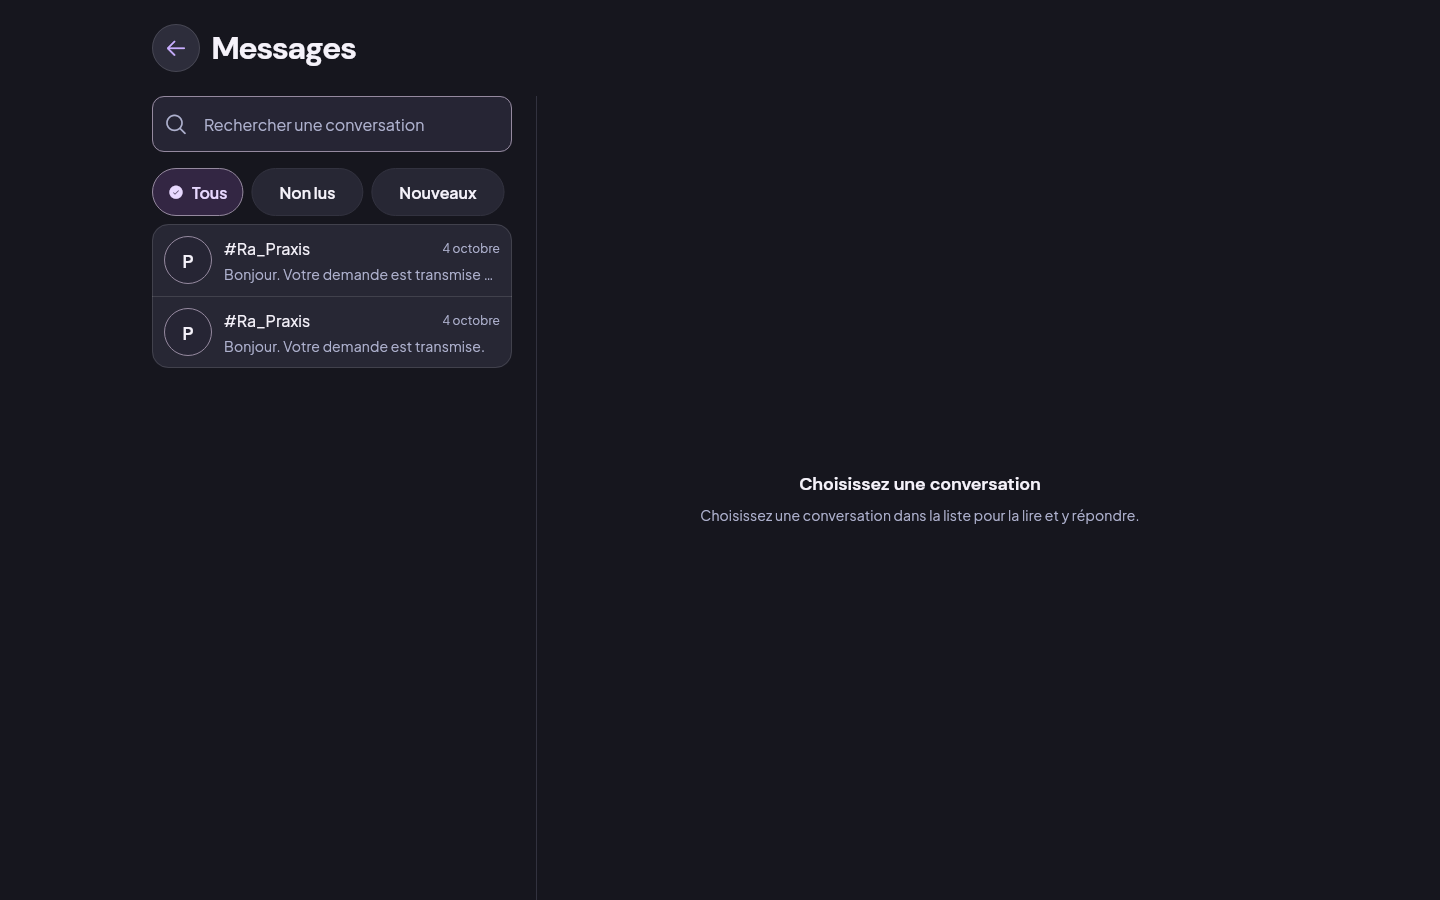 Messages
Rechercher une conversation
Tous
Non lus
Nouveaux
P
#Ra_Praxis
4 octobre
Bonjour. Votre demande est transmise …
P
#Ra_Praxis
4 octobre
Bonjour. Votre demande est transmise.
Choisissez une conversation
Choisissez une conversation dans la liste pour la lire et y répondre.